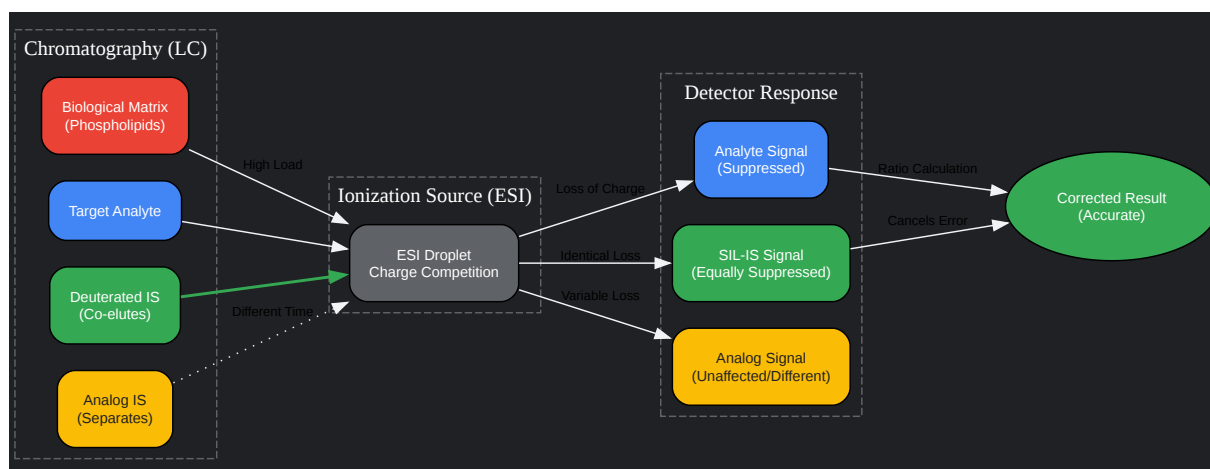 Chromatography (LC)
Biological Matrix
(Phospholipids)
Target Analyte
Deuterated IS
(Co-elutes)
Analog IS
(Separates)
High Load
Different Time
Ionization Source (ESI)
ESI Droplet
Charge Competition
Loss of Charge
Identical Loss
Variable Loss
Detector Response
Analyte Signal
(Suppressed)
SIL-IS Signal
(Equally Suppressed)
Analog Signal
(Unaffected/Different)
Ratio Calculation
Cancels Error
Corrected Result
(Accurate)